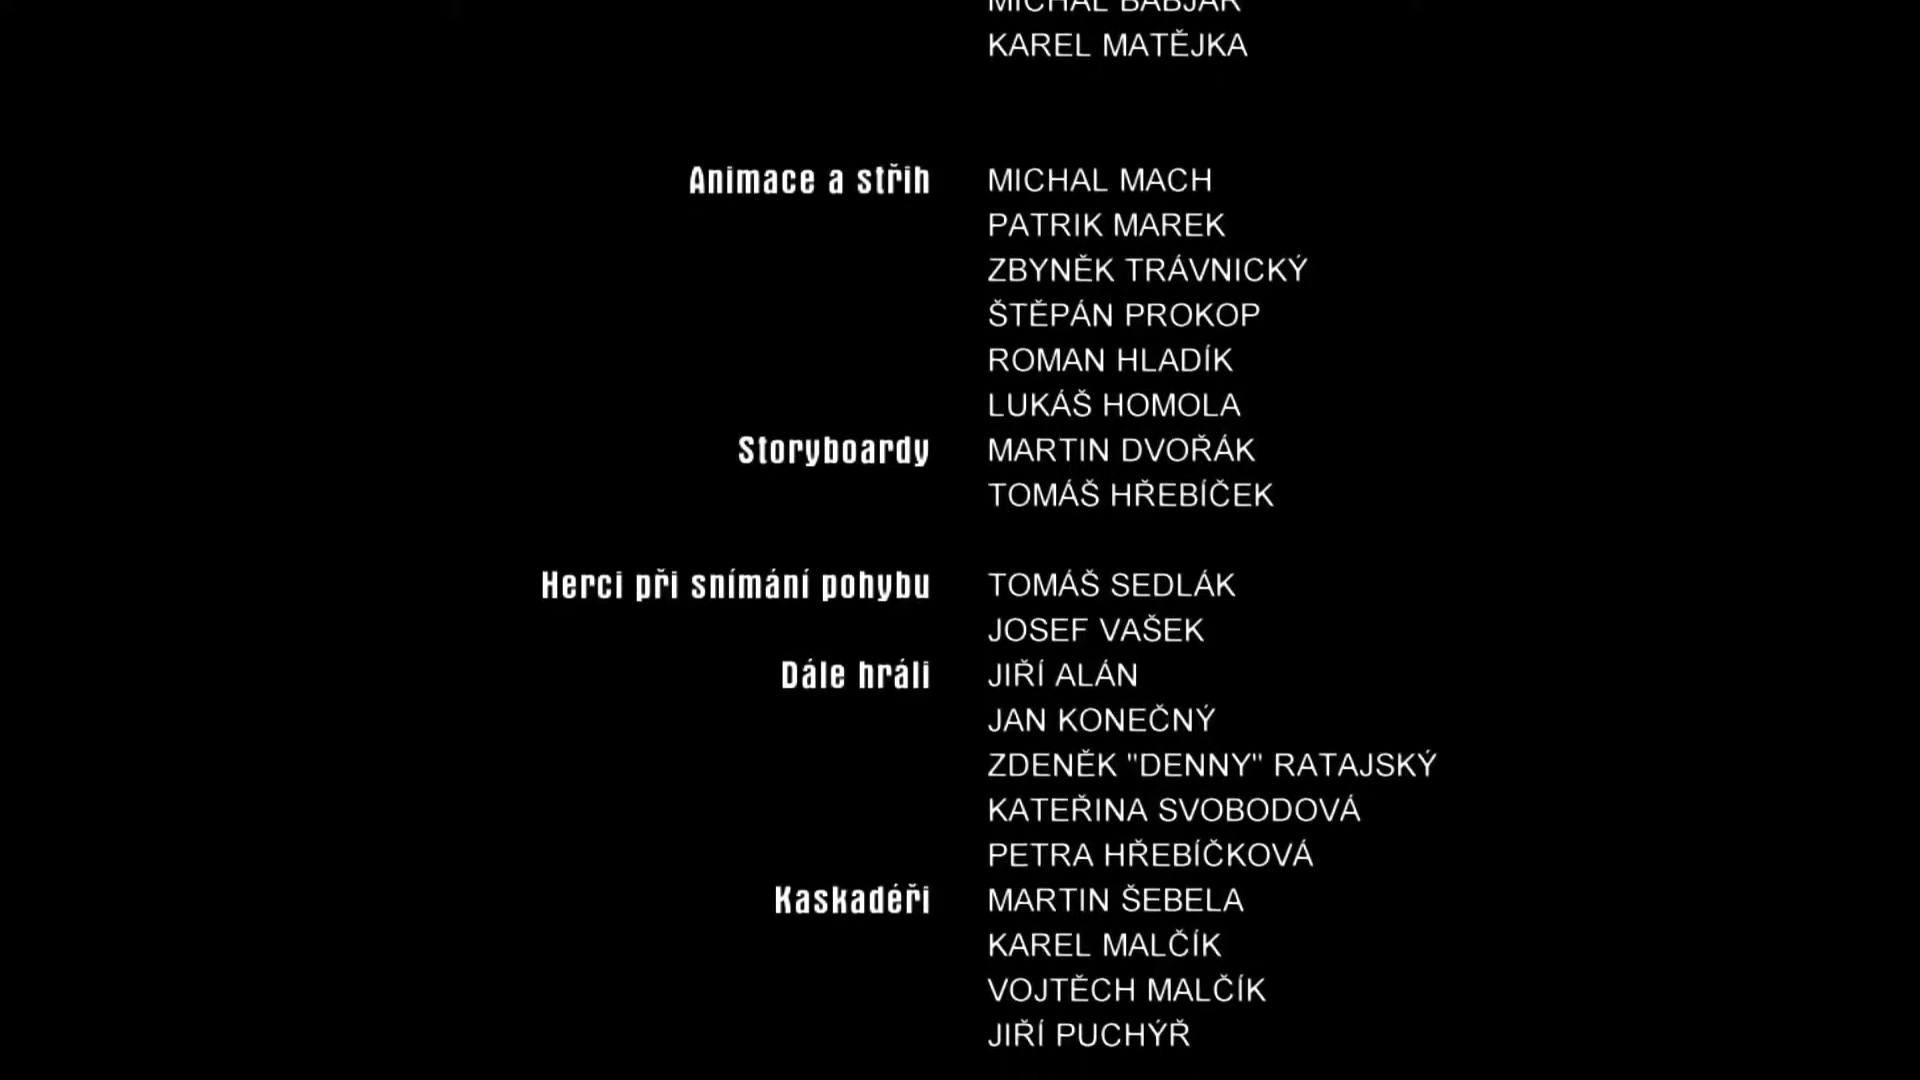 MICHAL BABJAR
KAREL MATĚJKA
Animace a střih MICHAL MACH
PATRIK MAREK
ZBYNĚK TRÁVNICKÝ
ŠTĚPÁN PROKOP
ROMAN HLADÍK
LUKÁŠ HOMOLA
Storyboardy MARTIN DVOŘÁK
TOMÁŠ HŘEBÍČEK
Herci při snímání pohybu TOMÁŠ SEDLÁK
JOSEF VAŠEK
Dále hráli JIŘÍ ALÁN
JAN KONEČNÝ
ZDENĚK "DENNY" RATAJSKÝ
KATEŘINA SVOBODOVÁ
PETRA HŘEBÍČKOVÁ
Kaskadéři MARTIN ŠEBELA
KAREL MALČÍK
VOJTĚCH MALČÍK
JIŘÍ PUCHÝŘ